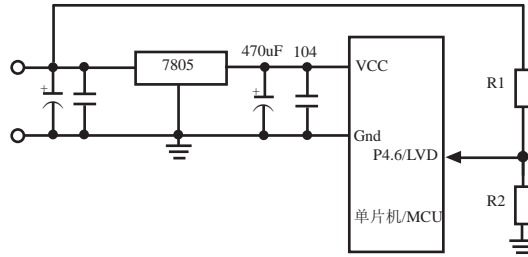 7805
470uF 104
VCC
R1
Gnd
P4.6/LVD
R2
单片机/MCU